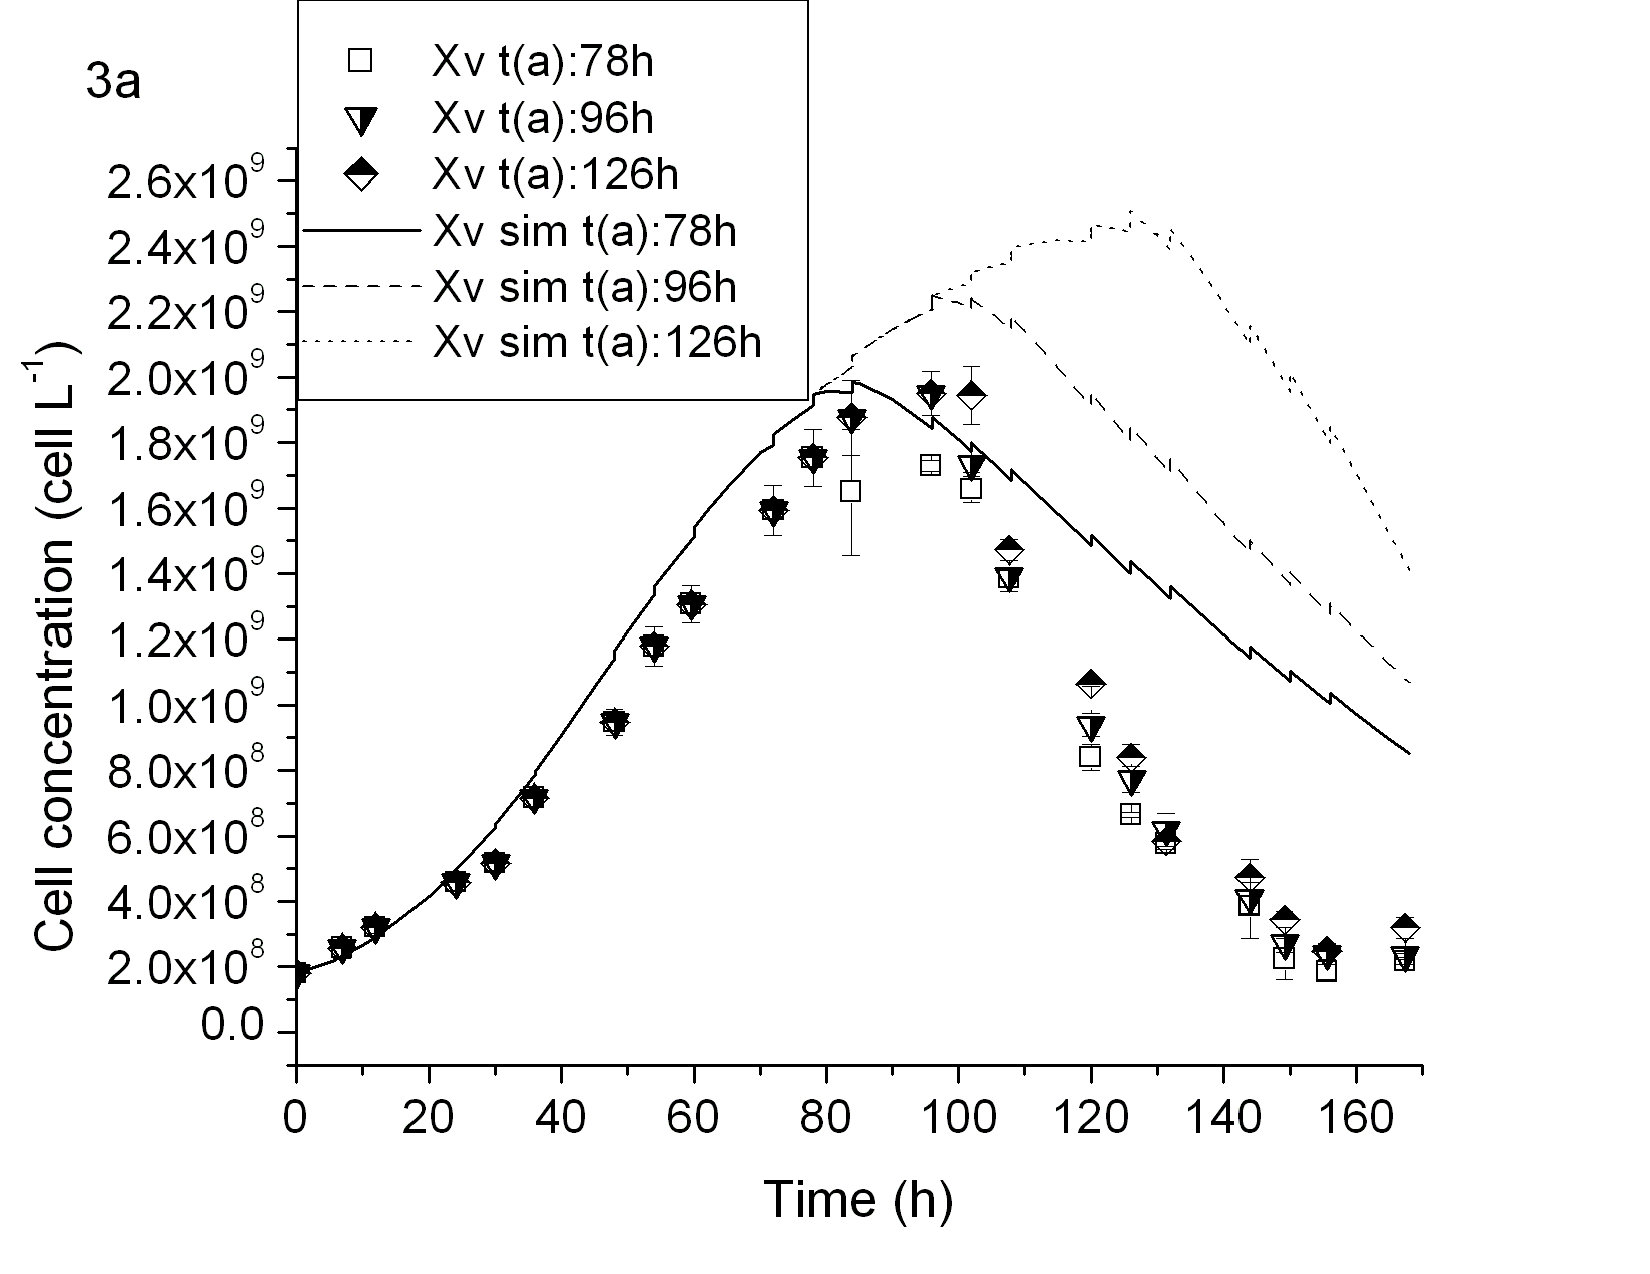 3a
Xv t(a):78h
Xv t(a):96h
Xv t(a):126h
Xv sim t(a):78h
Xv sim t(a):96h
Xv sim t(a):126h
Cell concentration (cell L⁻¹)
2.6x10⁹
2.4x10⁹
2.2x10⁹
2.0x10⁹
1.8x10⁹
1.6x10⁹
1.4x10⁹
1.2x10⁹
1.0x10⁹
8.0x10⁸
6.0x10⁸
4.0x10⁸
2.0x10⁸
0.0
0 20 40 60 80 100 120 140 160
Time (h)